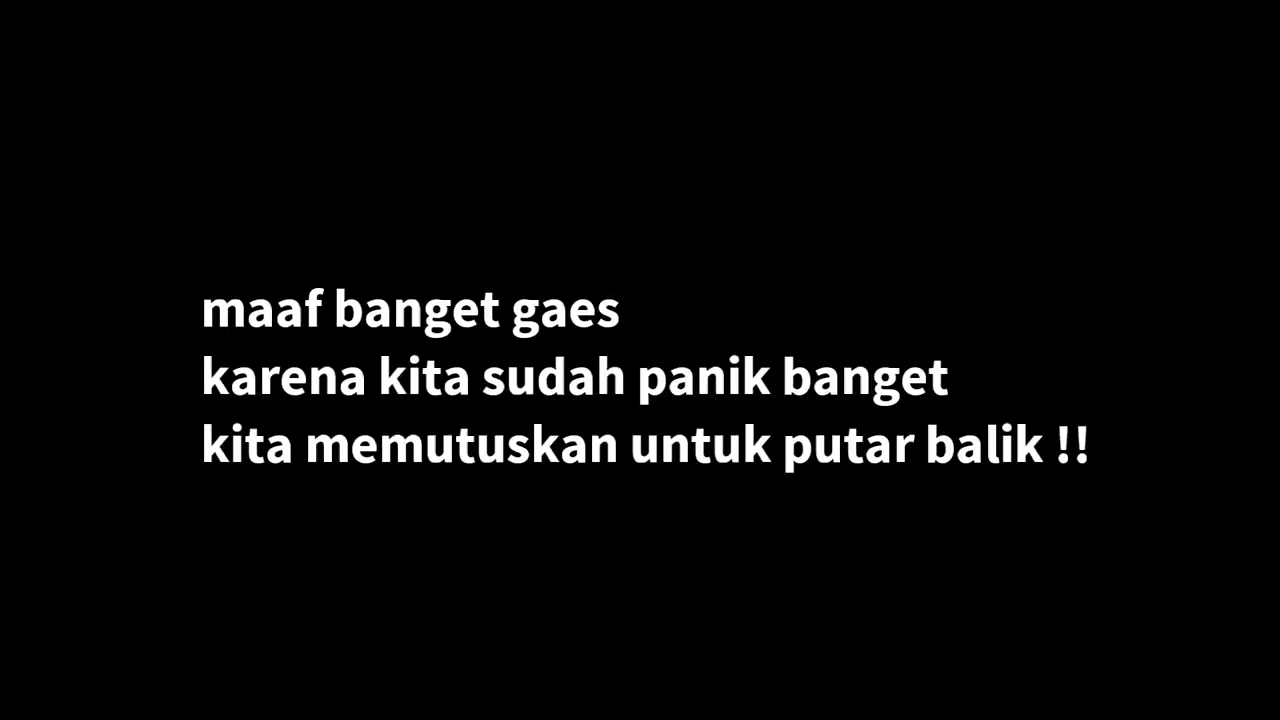 maaf banget gaes
karena kita sudah panik banget
kita memutuskan untuk putar balik !!